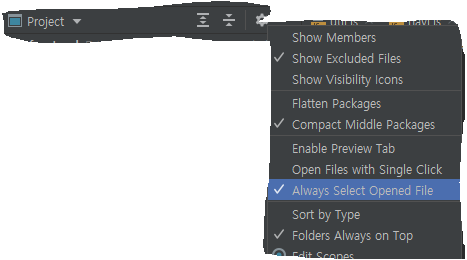 Project
Show Members
Show Excluded Files
Show Visibility Icons
Flatten Packages
Compact Middle Packages
Enable Preview Tab
Open Files with Single Click
Always Select Opened File
Sort by Type
Folders Always on Top
Edit Scopes